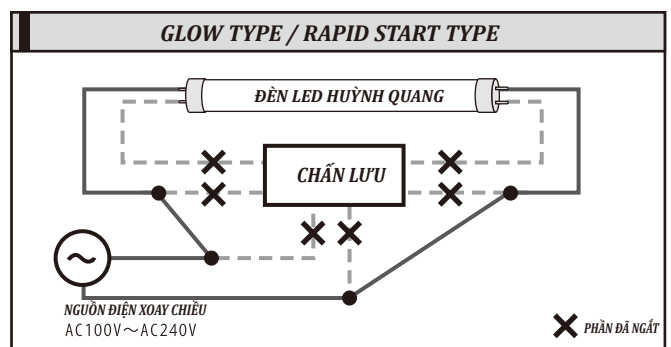 GLOW TYPE / RAPID START TYPE
ĐÈN LED HUỲNH QUANG
CHẤN LƯU
NGUỒN ĐIỆN XOAY CHIỀU
AC100V～AC240V
PHẦN ĐÃ NGẮT